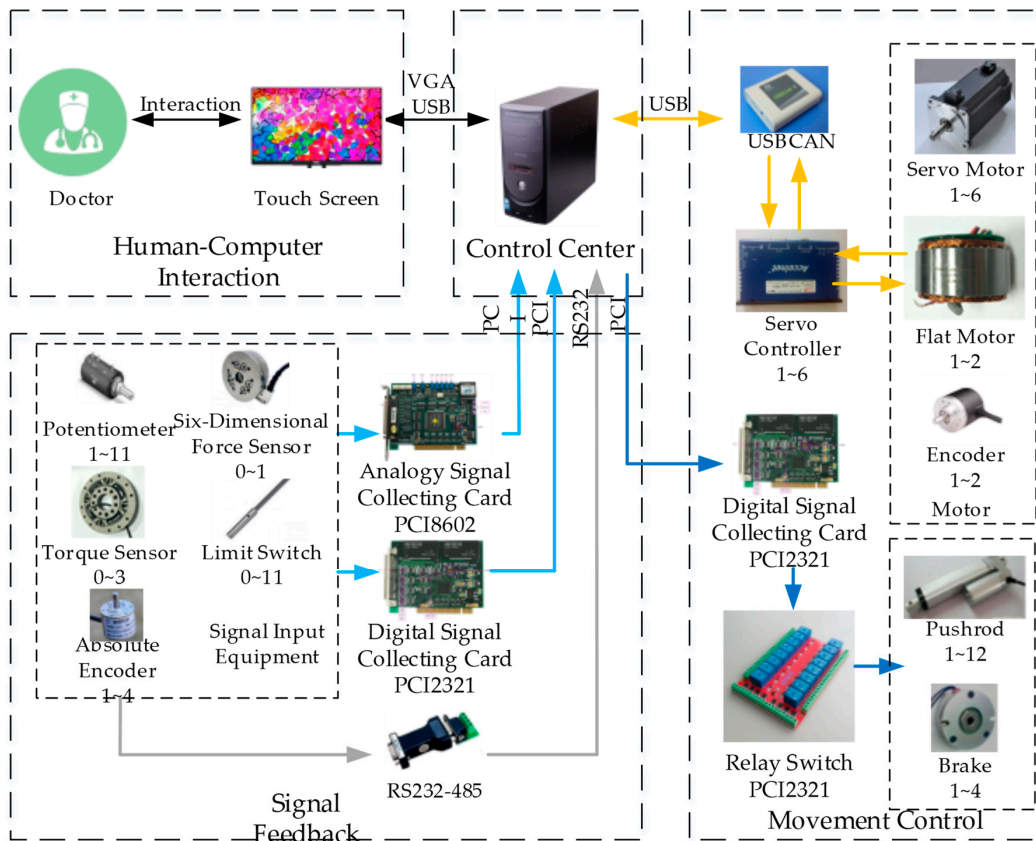 Doctor
Interaction
Touch Screen
Human-Computer
Interaction
VGA
USB
Control Center
USB
USBCAN
Accelnet
Servo
Controller
1~6
Servo Motor
1~6
Flat Motor
1~2
Encoder
1~2
Motor
PC
I
PCI
RS232
PCI
Potentiometer
1~11
Six-Dimensional
Force Sensor
0~1
Torque Sensor
0~3
Limit Switch
0~11
Absolute
Encoder
1~4
Signal Input
Equipment
Analogy Signal
Collecting Card
PCI8602
Digital Signal
Collecting Card
PCI2321
RS232-485
Signal
Feedback
Digital Signal
Collecting Card
PCI2321
Relay Switch
PCI2321
Pushrod
1~12
Brake
1~4
Movement Control